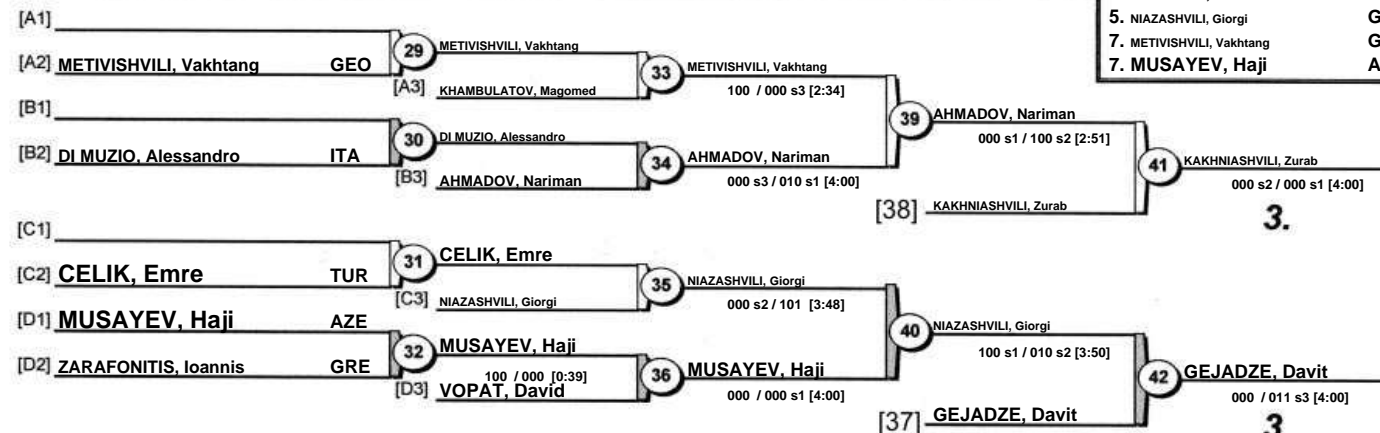 [A1]
[A2] METIVISHVILI, Vakhtang GEO
29
METIVISHVILI, Vakhtang
[A3] KHAMBULATOV, Magomed
33
METIVISHVILI, Vakhtang
100 / 000 s3 [2:34]
[B1]
[B2] DI MUZIO, Alessandro ITA
30
DI MUZIO, Alessandro
[B3] AHMADOV, Nariman
34
AHMADOV, Nariman
000 s3 / 010 s1 [4:00]
39
AHMADOV, Nariman
000 s1 / 100 s2 [2:51]
[38] KAKHNIASHVILI, Zurab
41
KAKHNIASHVILI, Zurab
000 s2 / 000 s1 [4:00]
3.
[C1]
[C2] CELIK, Emre TUR
31
CELIK, Emre
[C3] NIAZASHVILI, Giorgi
35
NIAZASHVILI, Giorgi
000 s2 / 101 [3:48]
[D1] MUSAYEV, Haji AZE
[D2] ZARAFONITIS, Ioannis GRE
32
MUSAYEV, Haji
100 / 000 [0:39]
[D3] VOPAT, David
36
MUSAYEV, Haji
000 / 000 s1 [4:00]
40
NIAZASHVILI, Giorgi
100 s1 / 010 s2 [3:50]
[37] GEJADZE, Davit
42
GEJADZE, Davit
000 / 011 s3 [4:00]
3
5. NIAZASHVILI, Giorgi G
7. METIVISHVILI, Vakhtang G
7. MUSAYEV, Haji A